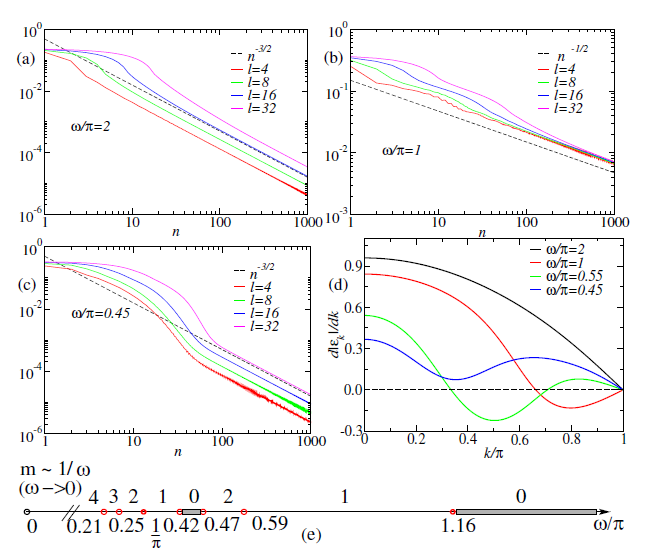 (a)
10^0
10^-2
10^-4
10^-6
1 10 100 1000
n
n^-3/2
l=4
l=8
l=16
l=32
ω/π=2
(b)
10^0
10^-1
10^-2
10^-3
1 10 100 1000
n
n^-1/2
l=4
l=8
l=16
l=32
ω/π=1
(c)
10^0
10^-2
10^-4
10^-6
1 10 100 1000
n
n^-3/2
l=4
l=8
l=16
l=32
ω/π=0.45
(d)
d|ε_k|/dk
0.9
0.6
0.3
0.0
-0.3
0 0.2 0.4 0.6 0.8 1
k/π
ω/π=2
ω/π=1
ω/π=0.55
ω/π=0.45
m ~ 1/ω
(ω->0)
4 3 2 1 0 2 1 0
0 0.21 0.25 1/π 0.42 0.47 0.59 1.16 ω/π
(e)